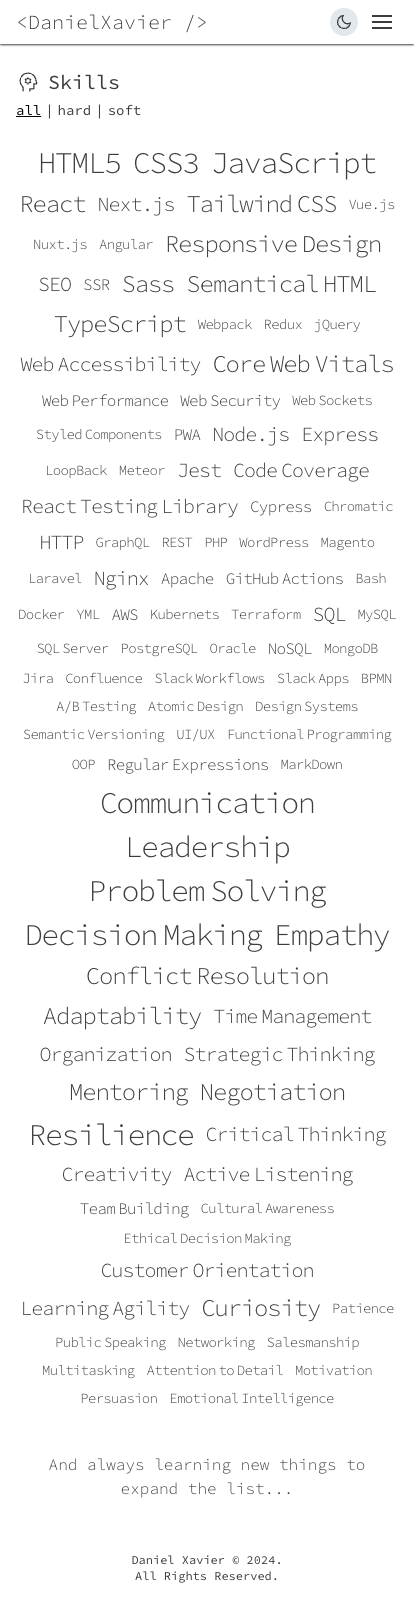 <DanielXavier />
Skills
all | hard | soft
HTML5 CSS3 JavaScript
React Next.js Tailwind CSS Vue.js
Nuxt.js Angular Responsive Design
SEO SSR Sass Semantical HTML
TypeScript Webpack Redux jQuery
Web Accessibility Core Web Vitals
Web Performance Web Security Web Sockets
Styled Components PWA Node.js Express
LoopBack Meteor Jest Code Coverage
React Testing Library Cypress Chromatic
HTTP GraphQL REST PHP WordPress Magento
Laravel Nginx Apache GitHub Actions Bash
Docker YML AWS Kubernets Terraform SQL MySQL
SQL Server PostgreSQL Oracle NoSQL MongoDB
Jira Confluence Slack Workflows Slack Apps BPMN
A/B Testing Atomic Design Design Systems
Semantic Versioning UI/UX Functional Programming
OOP Regular Expressions MarkDown
Communication
Leadership
Problem Solving
Decision Making Empathy
Conflict Resolution
Adaptability Time Management
Organization Strategic Thinking
Mentoring Negotiation
Resilience Critical Thinking
Creativity Active Listening
Team Building Cultural Awareness
Ethical Decision Making
Customer Orientation
Learning Agility Curiosity Patience
Public Speaking Networking Salesmanship
Multitasking Attention to Detail Motivation
Persuasion Emotional Intelligence
And always learning new things to
expand the list...
Daniel Xavier © 2024.
All Rights Reserved.